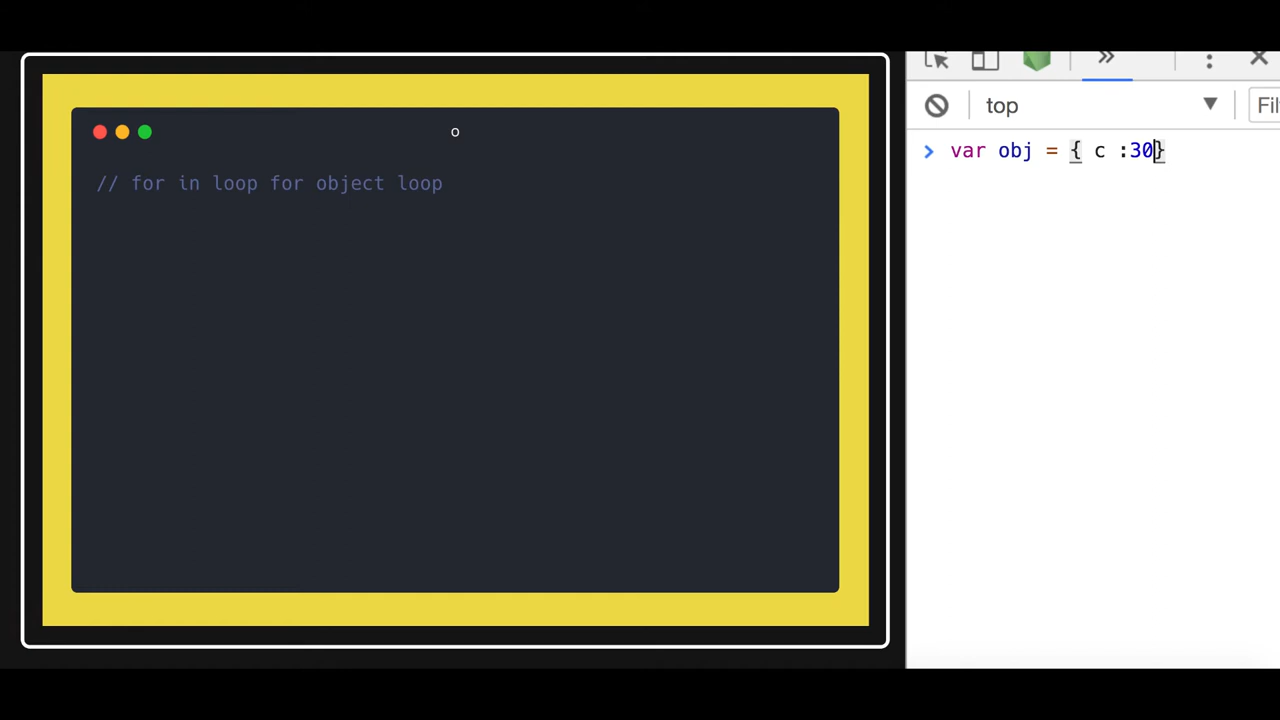 o
// for in loop for object loop
top
Fil
var obj = { c :30}